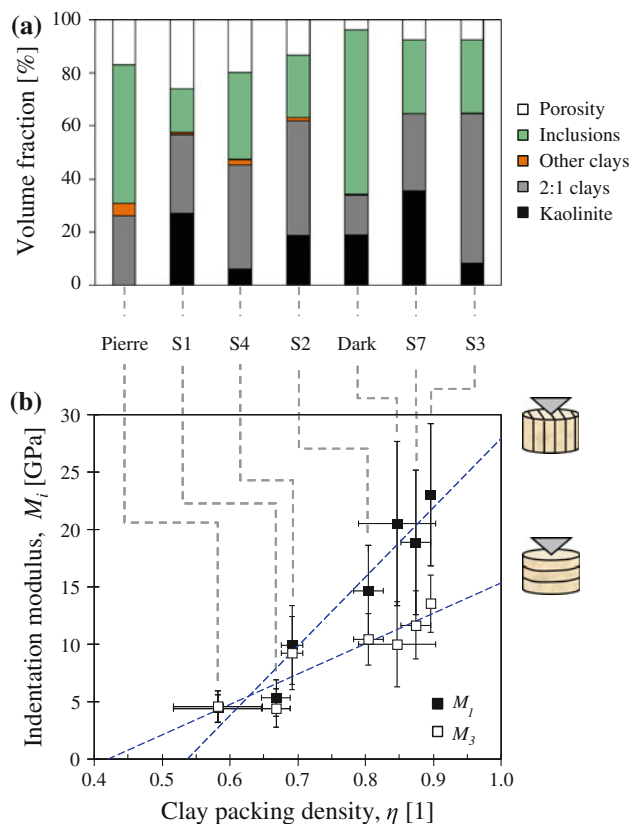 (a)
Volume fraction [%]
100
80
60
40
20
0
Porosity
Inclusions
Other clays
2:1 clays
Kaolinite
Pierre S1 S4 S2 Dark S7 S3
(b)
Indentation modulus, M_i [GPa]
30
25
20
15
10
5
0
M_1
M_3
0.4 0.5 0.6 0.7 0.8 0.9 1.0
Clay packing density, η [1]